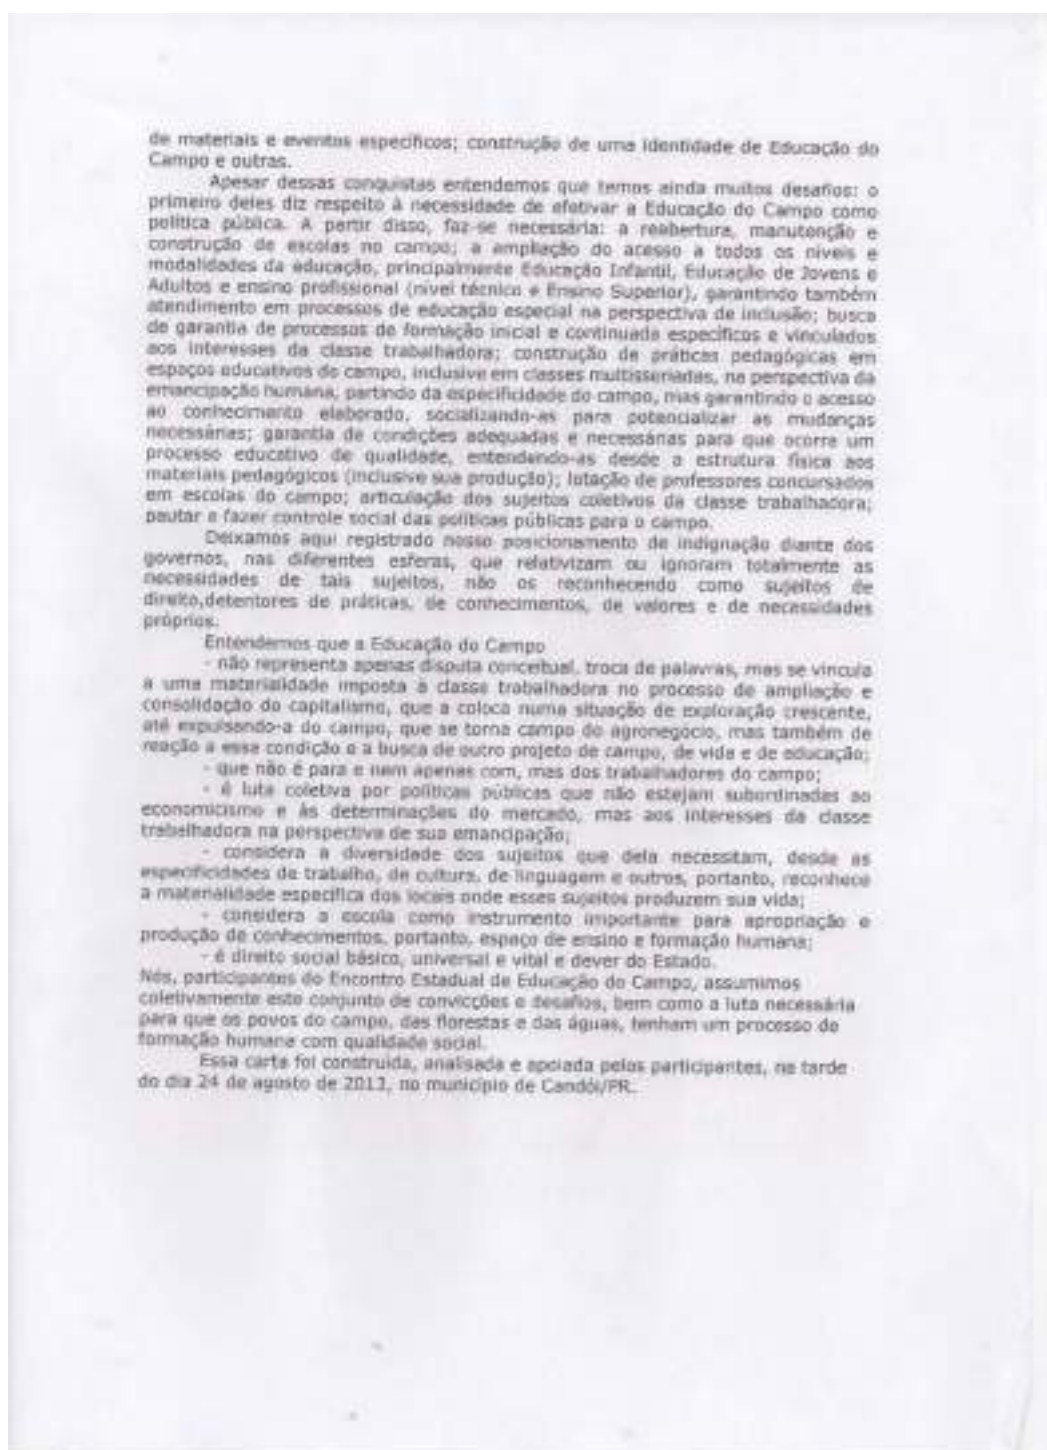 de materiais e eventos específicos; construção de uma identidade de Educação do
Campo e outras.
Apesar dessas conquistas entendemos que temos ainda muitos desafios: o
primeiro deles diz respeito à necessidade de efetivar a Educação do Campo como
política pública. A partir disso, faz-se necessária: a reabertura, manutenção e
construção de escolas no campo; a ampliação do acesso a todos os níveis e
modalidades da educação, principalmente Educação Infantil, Educação de Jovens e
Adultos e ensino profissional (nível técnico e Ensino Superior), garantindo também
atendimento em processos de educação especial na perspectiva de inclusão; busca
de garantia de processos de formação inicial e continuada específicos e vinculados
aos interesses da classe trabalhadora; construção de práticas pedagógicas em
espaços educativos do campo, inclusive em classes multisseriadas, na perspectiva da
emancipação humana, partindo da especificidade do campo, mas garantindo o acesso
ao conhecimento elaborado, socializando-as para potencializar as mudanças
necessárias; garantia de condições adequadas e necessárias para que ocorra um
processo educativo de qualidade, entendendo-as desde a estrutura física aos
materiais pedagógicos (inclusive sua produção); lotação de professores concursados
em escolas do campo; articulação dos sujeitos coletivos da classe trabalhadora;
pautar e fazer controle social das políticas públicas para o campo.
Deixamos aqui registrado nosso posicionamento de indignação diante dos
governos, nas diferentes esferas, que relativizam ou ignoram totalmente as
necessidades de tais sujeitos, não os reconhecendo como sujeitos de
direito,detentores de práticas, de conhecimentos, de valores e de necessidades
próprios.
Entendemos que a Educação do Campo
- não representa apenas disputa conceitual, troca de palavras, mas se vincula
a uma materialidade imposta à classe trabalhadora no processo de ampliação e
consolidação do capitalismo, que a coloca numa situação de exploração crescente,
até expulsando-a do campo, que se torna campo do agronegócio, mas também de
reação a essa condição e a busca de outro projeto de campo, de vida e de educação;
- que não é para e nem apenas com, mas dos trabalhadores do campo;
- é luta coletiva por políticas públicas que não estejam subordinadas ao
economicismo e às determinações do mercado, mas aos interesses da classe
trabalhadora na perspectiva de sua emancipação;
- considera a diversidade dos sujeitos que dela necessitam, desde as
especificidades de trabalho, de cultura, de linguagem e outros, portanto, reconhece
a materialidade específica dos locais onde esses sujeitos produzem sua vida;
- considera a escola como instrumento importante para apropriação e
produção de conhecimentos, portanto, espaço de ensino e formação humana;
- é direito social básico, universal e vital e dever do Estado.
Nós, participantes do Encontro Estadual de Educação do Campo, assumimos
coletivamente este conjunto de convicções e desafios, bem como a luta necessária
para que os povos do campo, das florestas e das águas, tenham um processo de
formação humana com qualidade social.
Essa carta foi construída, analisada e apoiada pelos participantes, na tarde
do dia 24 de agosto de 2013, no município de Candói/PR.